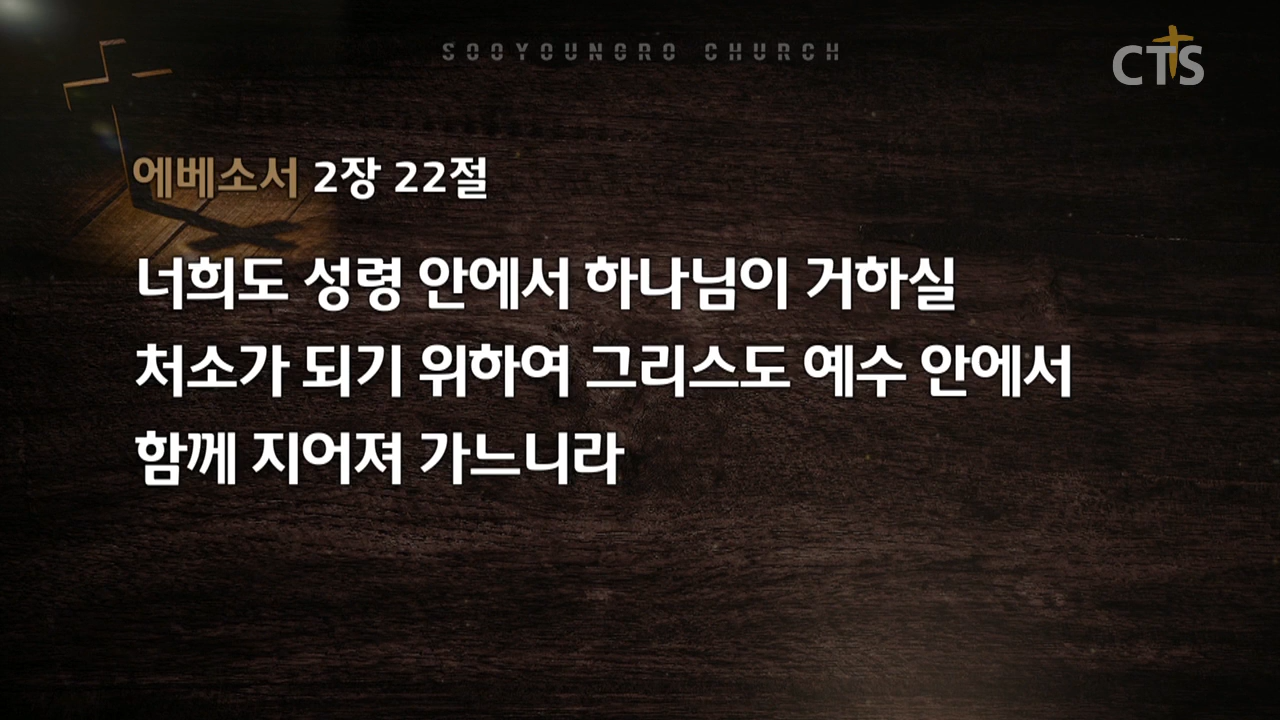 SOOYOUNGRO CHURCH
CTS
에베소서 2장 22절
너희도 성령 안에서 하나님이 거하실
처소가 되기 위하여 그리스도 예수 안에서
함께 지어져 가느니라